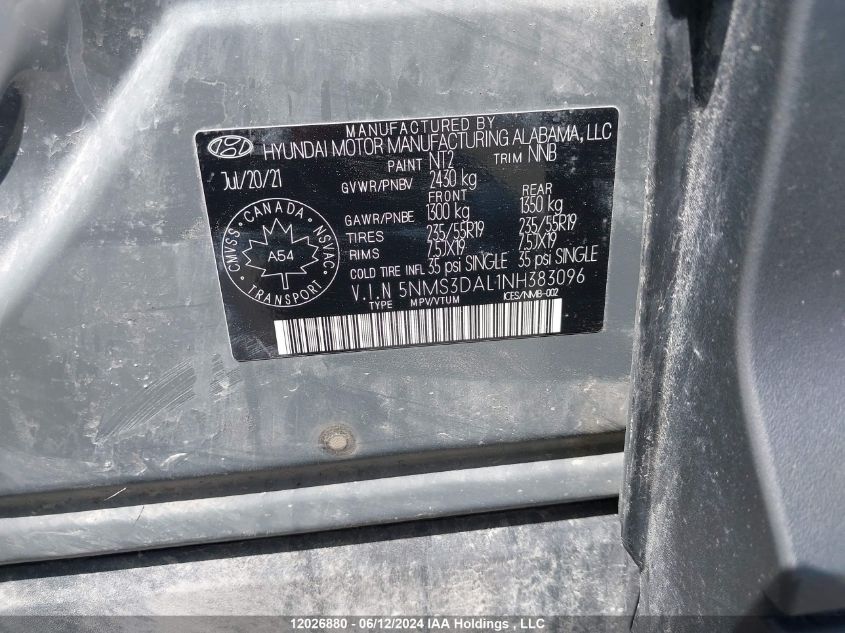 MANUFACTURED BY
HYUNDAI MOTOR MANUFACTURING ALABAMA, LLC
PAINT NT2 TRIM NNB
Jul/20/21
GVWR/PNBV 2430 kg
FRONT REAR
GAWR/PNBE 1300 kg 1350 kg
TIRES 235/55R19 235/55R19
RIMS 7.5JX19 7.5JX19
COLD TIRE INFL 35 psi SINGLE 35 psi SINGLE
V.I.N 5NMS3DAL1NH383096
TYPE MPV/VTUM ICES/NMB-002
CANADA
CMVSS NSVAC
A54
TRANSPORT
12026880 - 06/12/2024 IAA Holdings , LLC